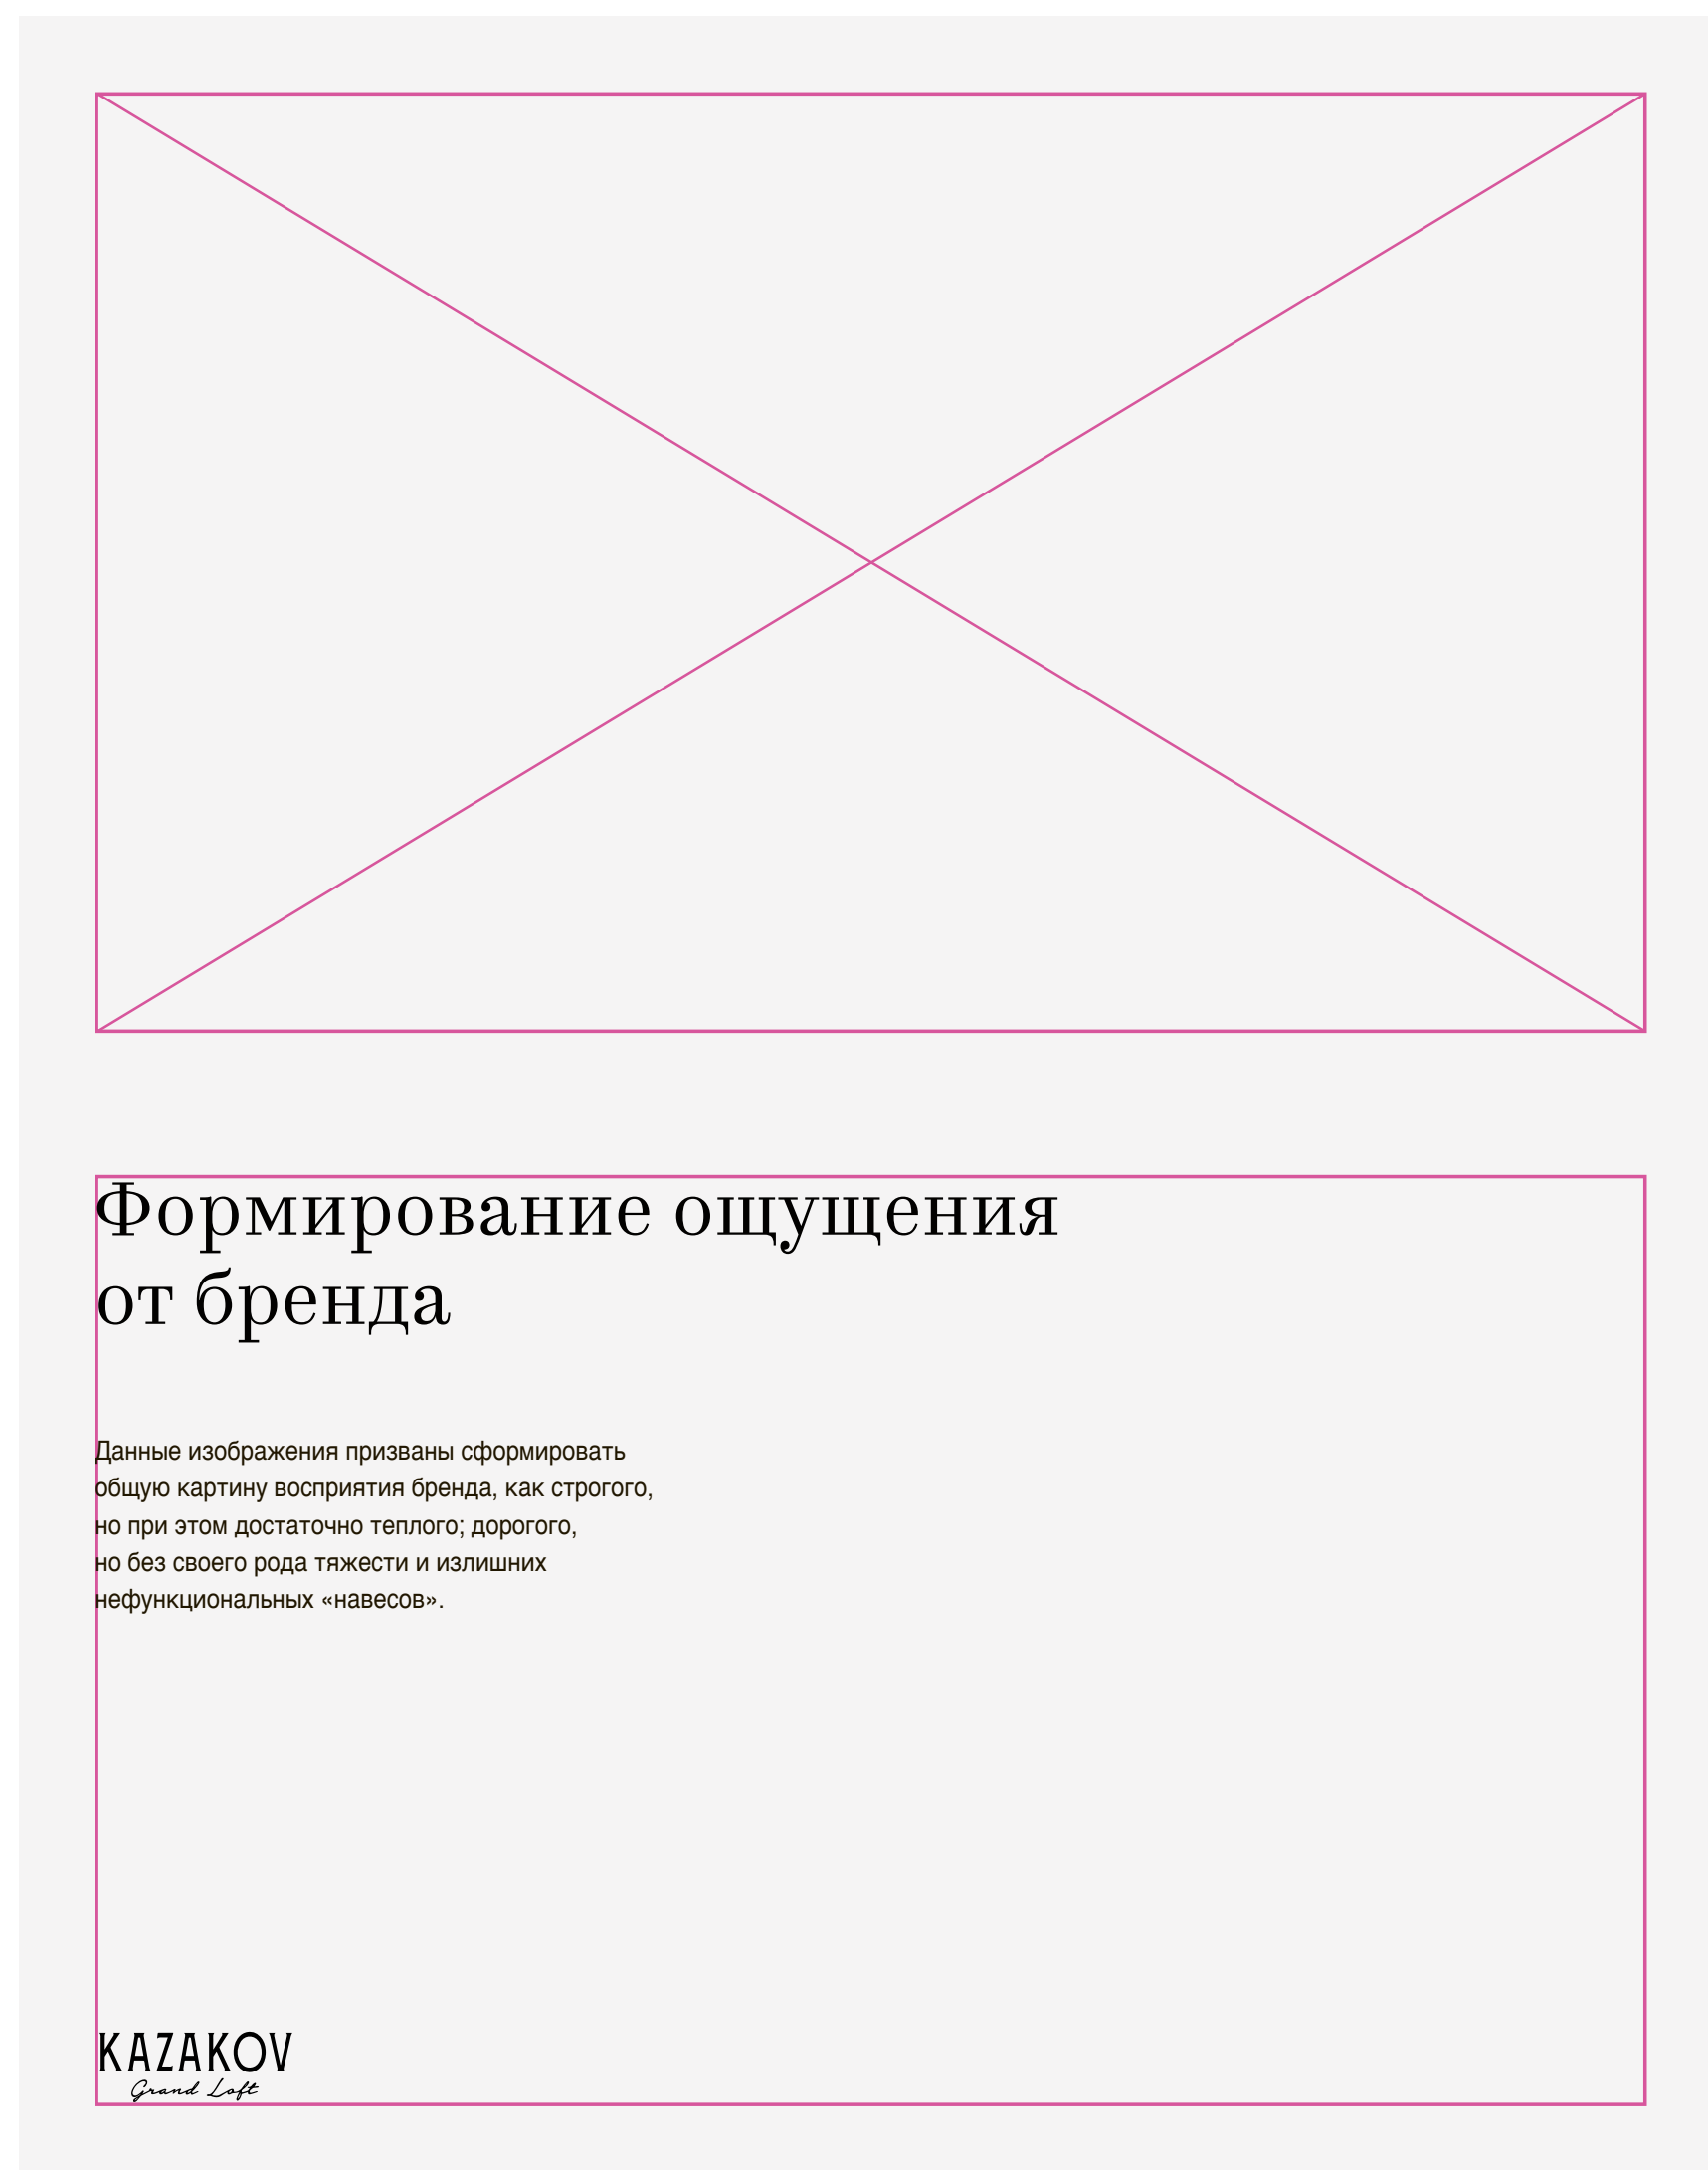 Формирование ощущения
от бренда
Данные изображения призваны сформировать
общую картину восприятия бренда, как строгого,
но при этом достаточно теплого; дорогого,
но без своего рода тяжести и излишних
нефункциональных «навесов».
KAZAKOV
Grand Loft